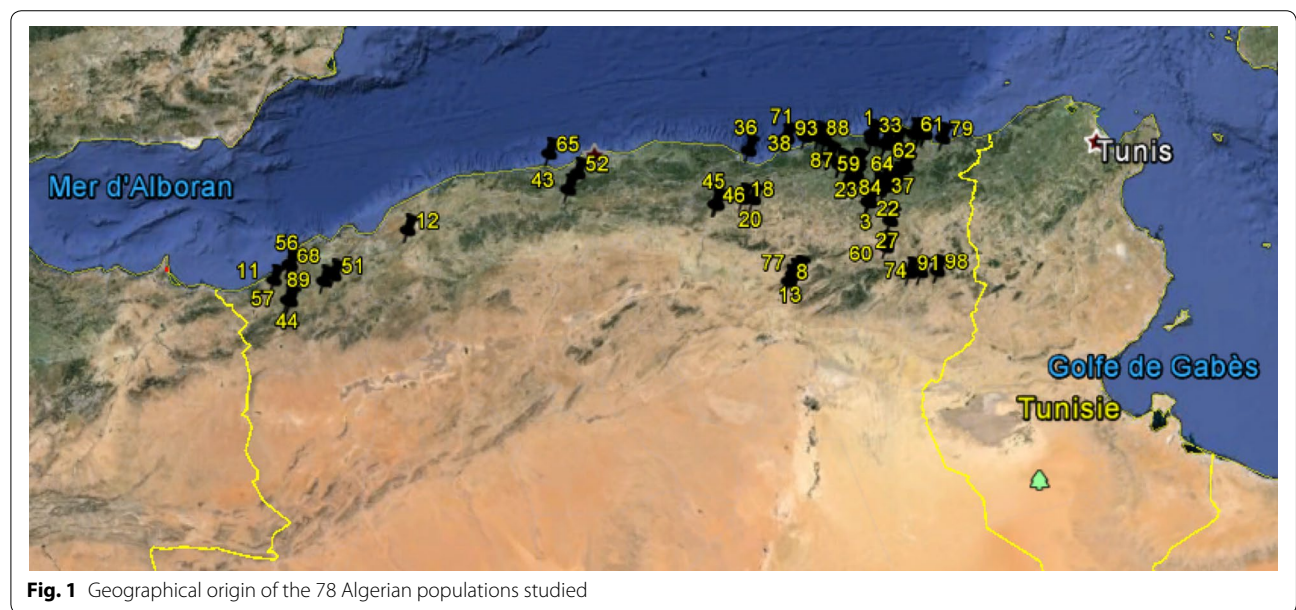 71 1 33 61 79
36 93 88
65 38 62
52 87 59 64
43 45 46 18 23 84 37
12 20 3 22
56 27
68 60
11 51 77 8 74 91 98
57 89 13
44
Mer d'Alboran
Tunis
Golfe de Gabès
Tunisie
Fig. 1 Geographical origin of the 78 Algerian populations studied